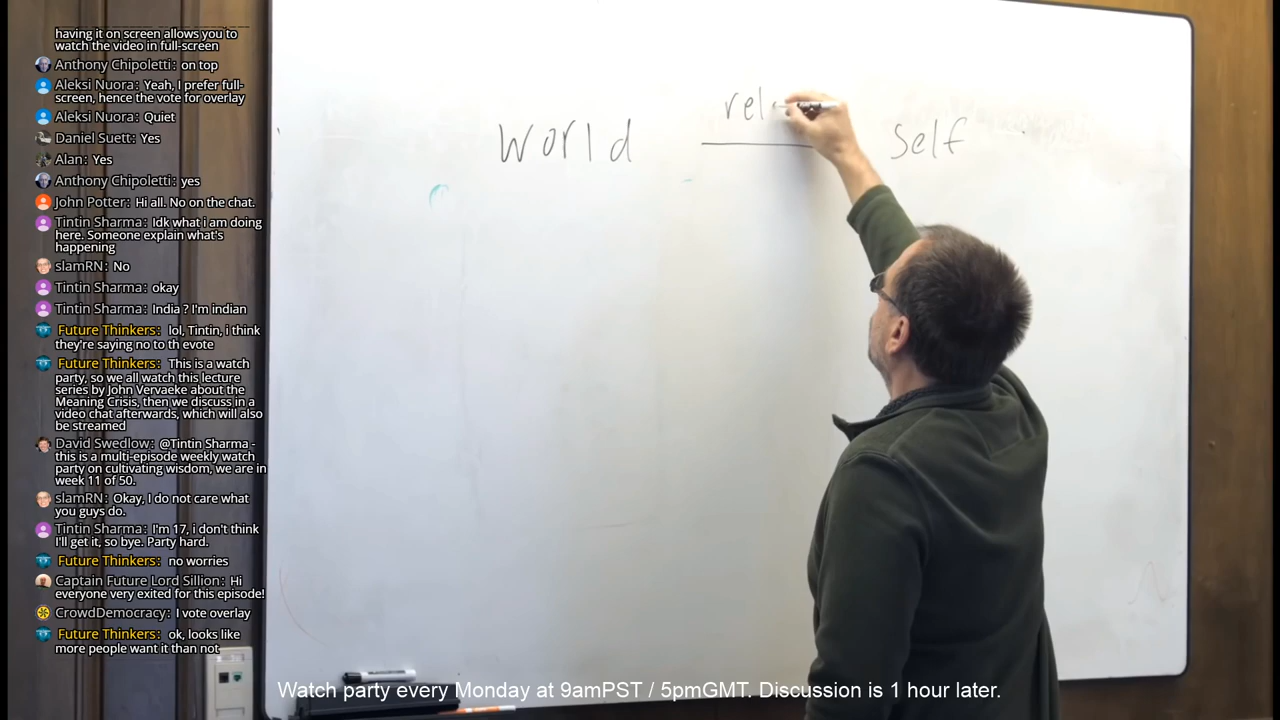 having it on screen allows you to
watch the video in full-screen
Anthony Chipoletti: on top
Aleksi Nuora: Yeah, I prefer full-
screen, hence the vote for overlay
Aleksi Nuora: Quiet
Daniel Suett: Yes
Alan: Yes
Anthony Chipoletti: yes
John Potter: Hi all. No on the chat.
Tintin Sharma: Idk what i am doing
here. Someone explain what's
happening
slamRN: No
Tintin Sharma: okay
Tintin Sharma: India ? I'm indian
Future Thinkers: lol, Tintin, i think
they're saying no to th evote
Future Thinkers: This is a watch
party, so we all watch this lecture
series by John Vervaeke about the
Meaning Crisis, then we discuss in a
video chat afterwards, which will also
be streamed
David Swedlow: @Tintin Sharma -
this is a multi-episode weekly watch
party on cultivating wisdom, we are in
week 11 of 50.
slamRN: Okay, I do not care what
you guys do.
Tintin Sharma: I'm 17, i don't think
I'll get it, so bye. Party hard.
Future Thinkers: no worries
Captain Future Lord Sillion: Hi
everyone very exited for this episode!
CrowdDemocracy: I vote overlay
Future Thinkers: ok, looks like
more people want it than not
rel
World
Self
Watch party every Monday at 9amPST / 5pmGMT. Discussion is 1 hour later.